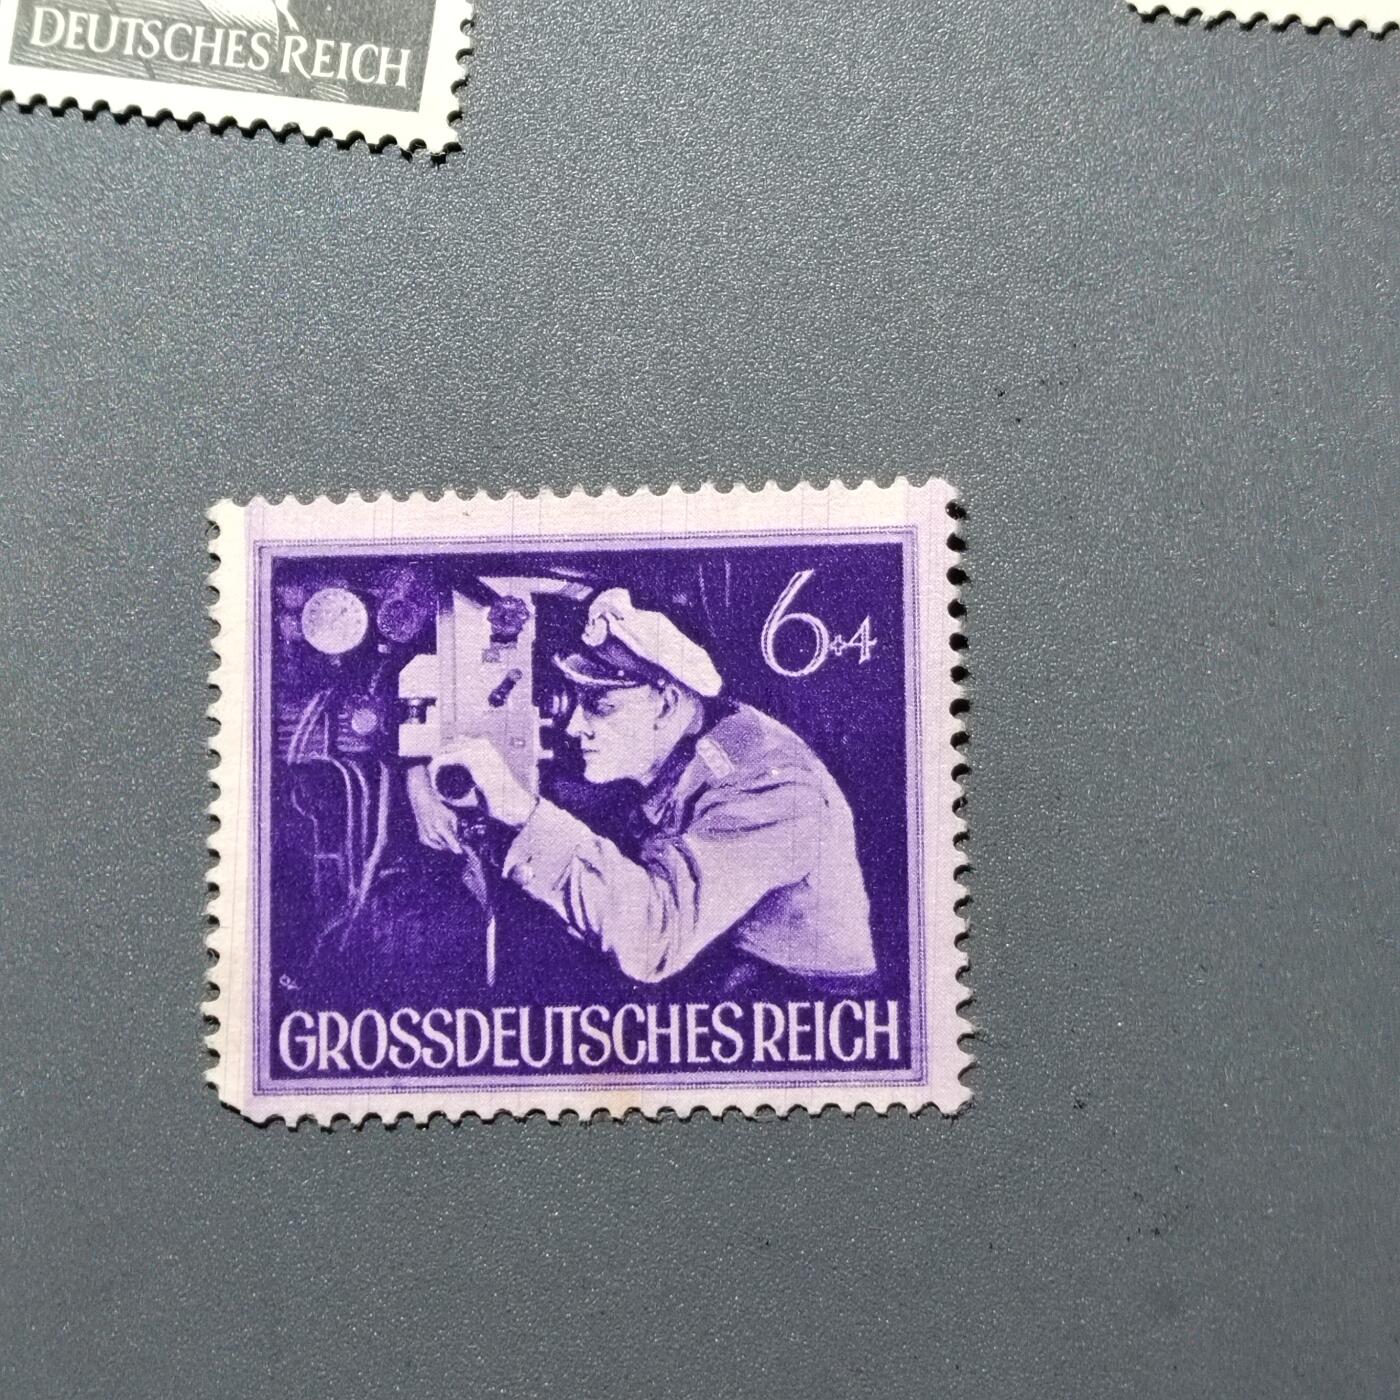 DEUTSCHES REICH
6+4
GROSSDEUTSCHES REICH